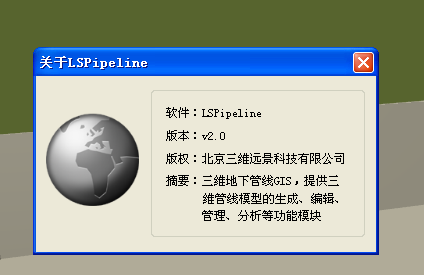 关于LSPipeline
软件：LSPipeline
版本：v2.0
版权：北京三维远景科技有限公司
摘要：三维地下管线GIS，提供三
维管线模型的生成、编辑、
管理、分析等功能模块